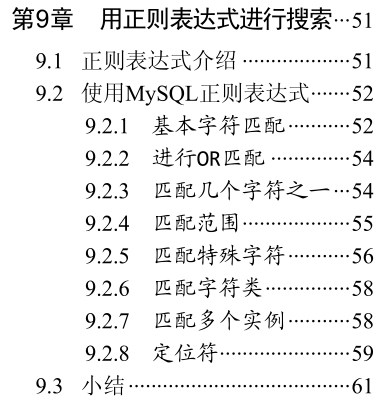 第9章 用正则表达式进行搜索…51
9.1 正则表达式介绍………………51
9.2 使用MySQL正则表达式……52
9.2.1 基本字符匹配…………52
9.2.2 进行OR匹配…………54
9.2.3 匹配几个字符之一…54
9.2.4 匹配范围………………55
9.2.5 匹配特殊字符…………56
9.2.6 匹配字符类……………58
9.2.7 匹配多个实例…………58
9.2.8 定位符…………………59
9.3 小结……………………………61